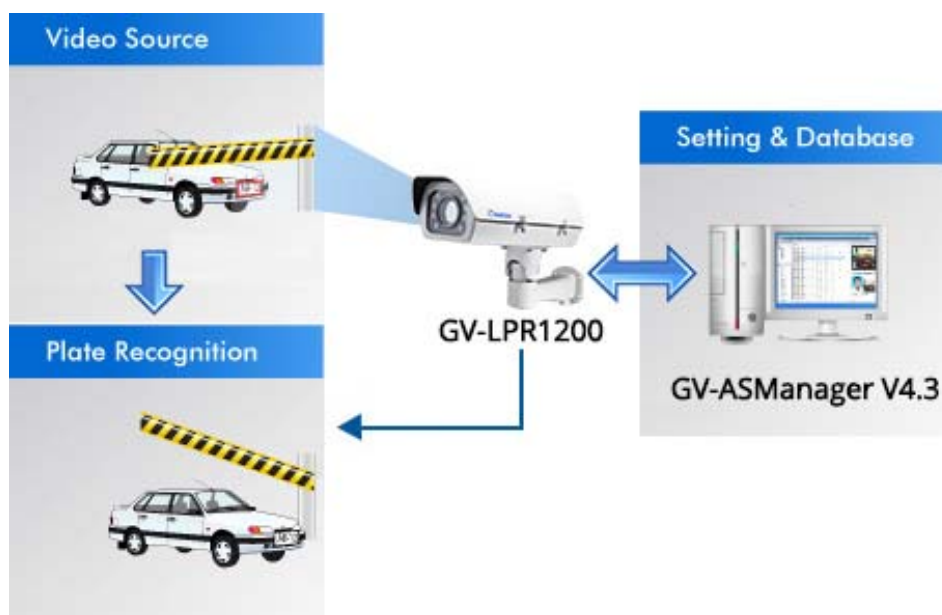 Video Source
Setting & Database
GV-LPR1200
Plate Recognition
GV-ASManager V4.3